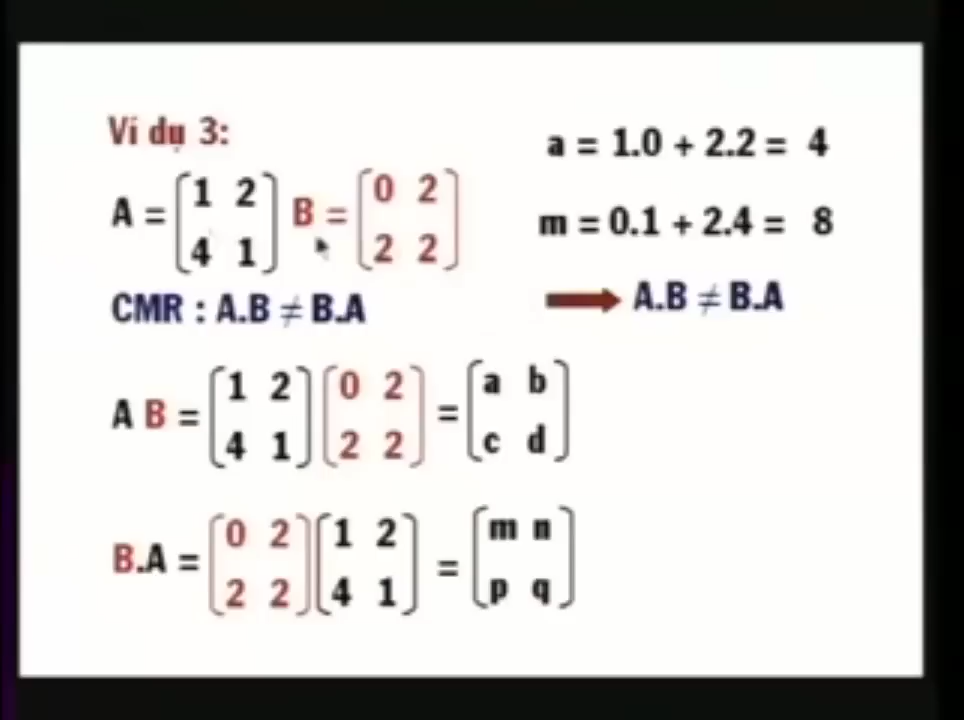 Ví dụ 3:
A = [1 2 B = [0 2
4 1] 2 2]
CMR : A.B ≠ B.A
A B = [1 2 [0 2 = [a b
4 1] 2 2] c d]
B.A = [0 2 [1 2 = [m n
2 2] 4 1] p q]
a = 1.0 + 2.2 = 4
m = 0.1 + 2.4 = 8
A.B ≠ B.A